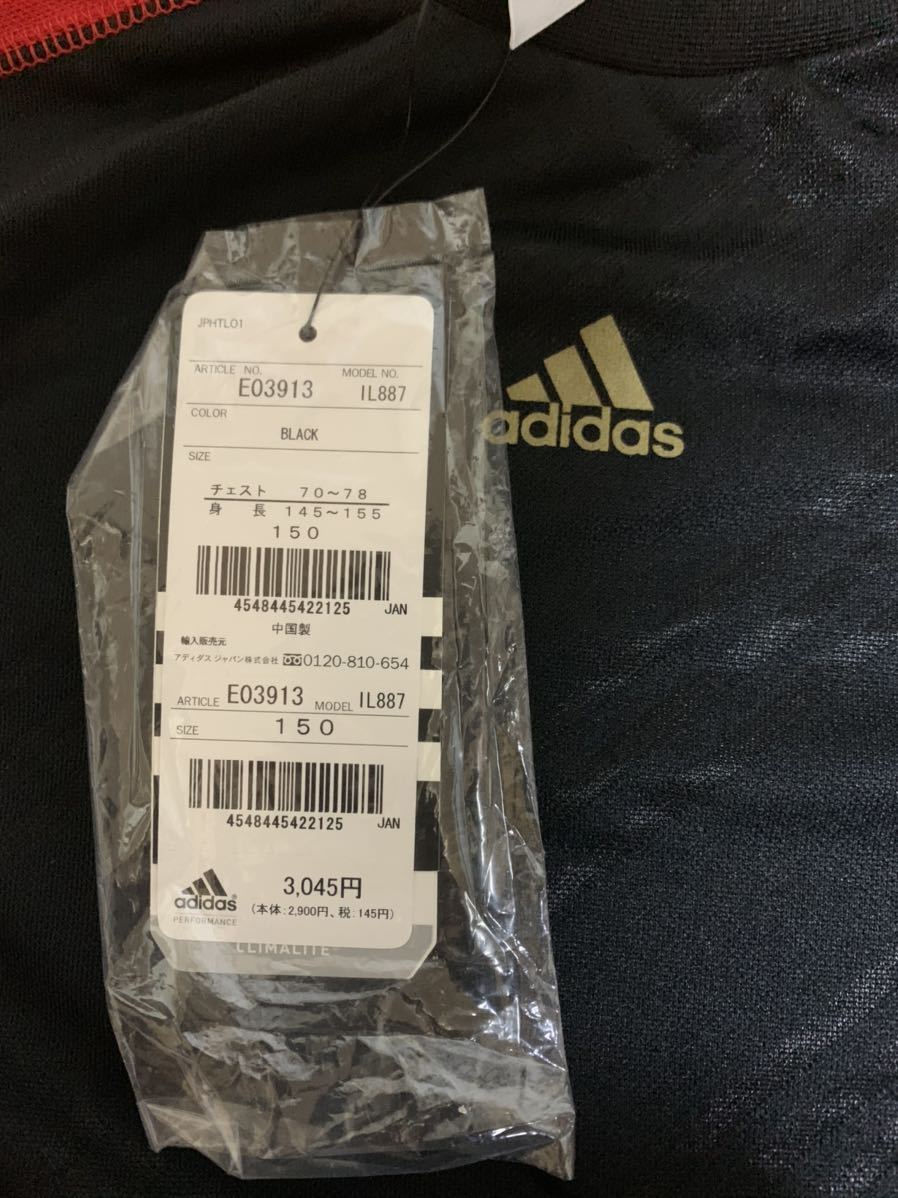 JPHTL01
ARTICLE NO. MODEL NO.
E03913 IL887
COLOR
BLACK
SIZE
チェスト 70～78
身長 145～155
150
4548445422125 JAN
中国製
輸入販売元
アディダス ジャパン株式会社 0120-810-654
ARTICLE E03913 MODEL IL887
SIZE 150
4548445422125 JAN
adidas
PERFORMANCE
3,045円
(本体:2,900円、税:145円)
CLIMALITE
adidas